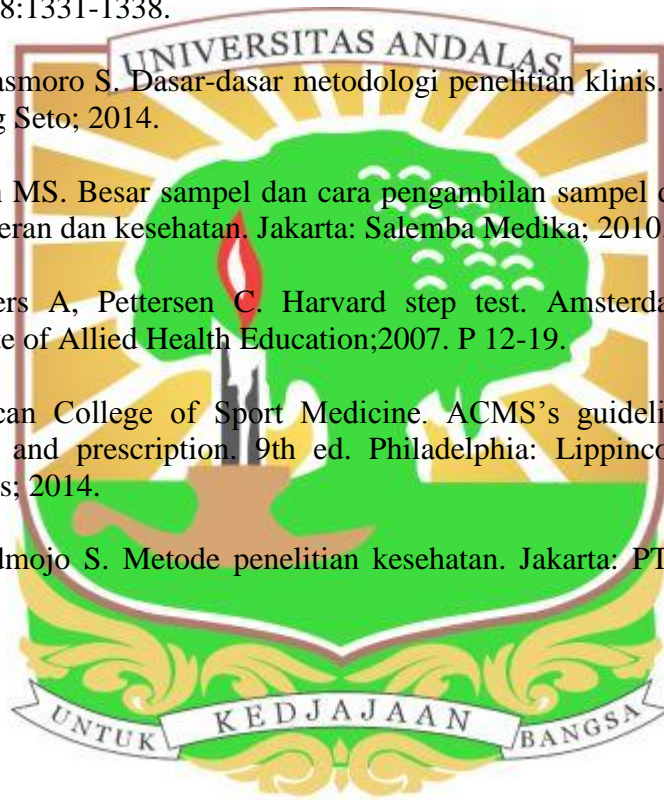 8:1331-1338.
UNIVERSITAS ANDALAS
asmoro S. Dasar-dasar metodologi penelitian klinis.
g Seto; 2014.
n MS. Besar sampel dan cara pengambilan sampel d
eran dan kesehatan. Jakarta: Salemba Medika; 2010.
ers A, Pettersen C. Harvard step test. Amsterda
te of Allied Health Education;2007. P 12-19.
can College of Sport Medicine. ACMS’s guideli
and prescription. 9th ed. Philadelphia: Lippinco
s; 2014.
dmojo S. Metode penelitian kesehatan. Jakarta: PT
UNTUK KEDJAJAAN BANGSA